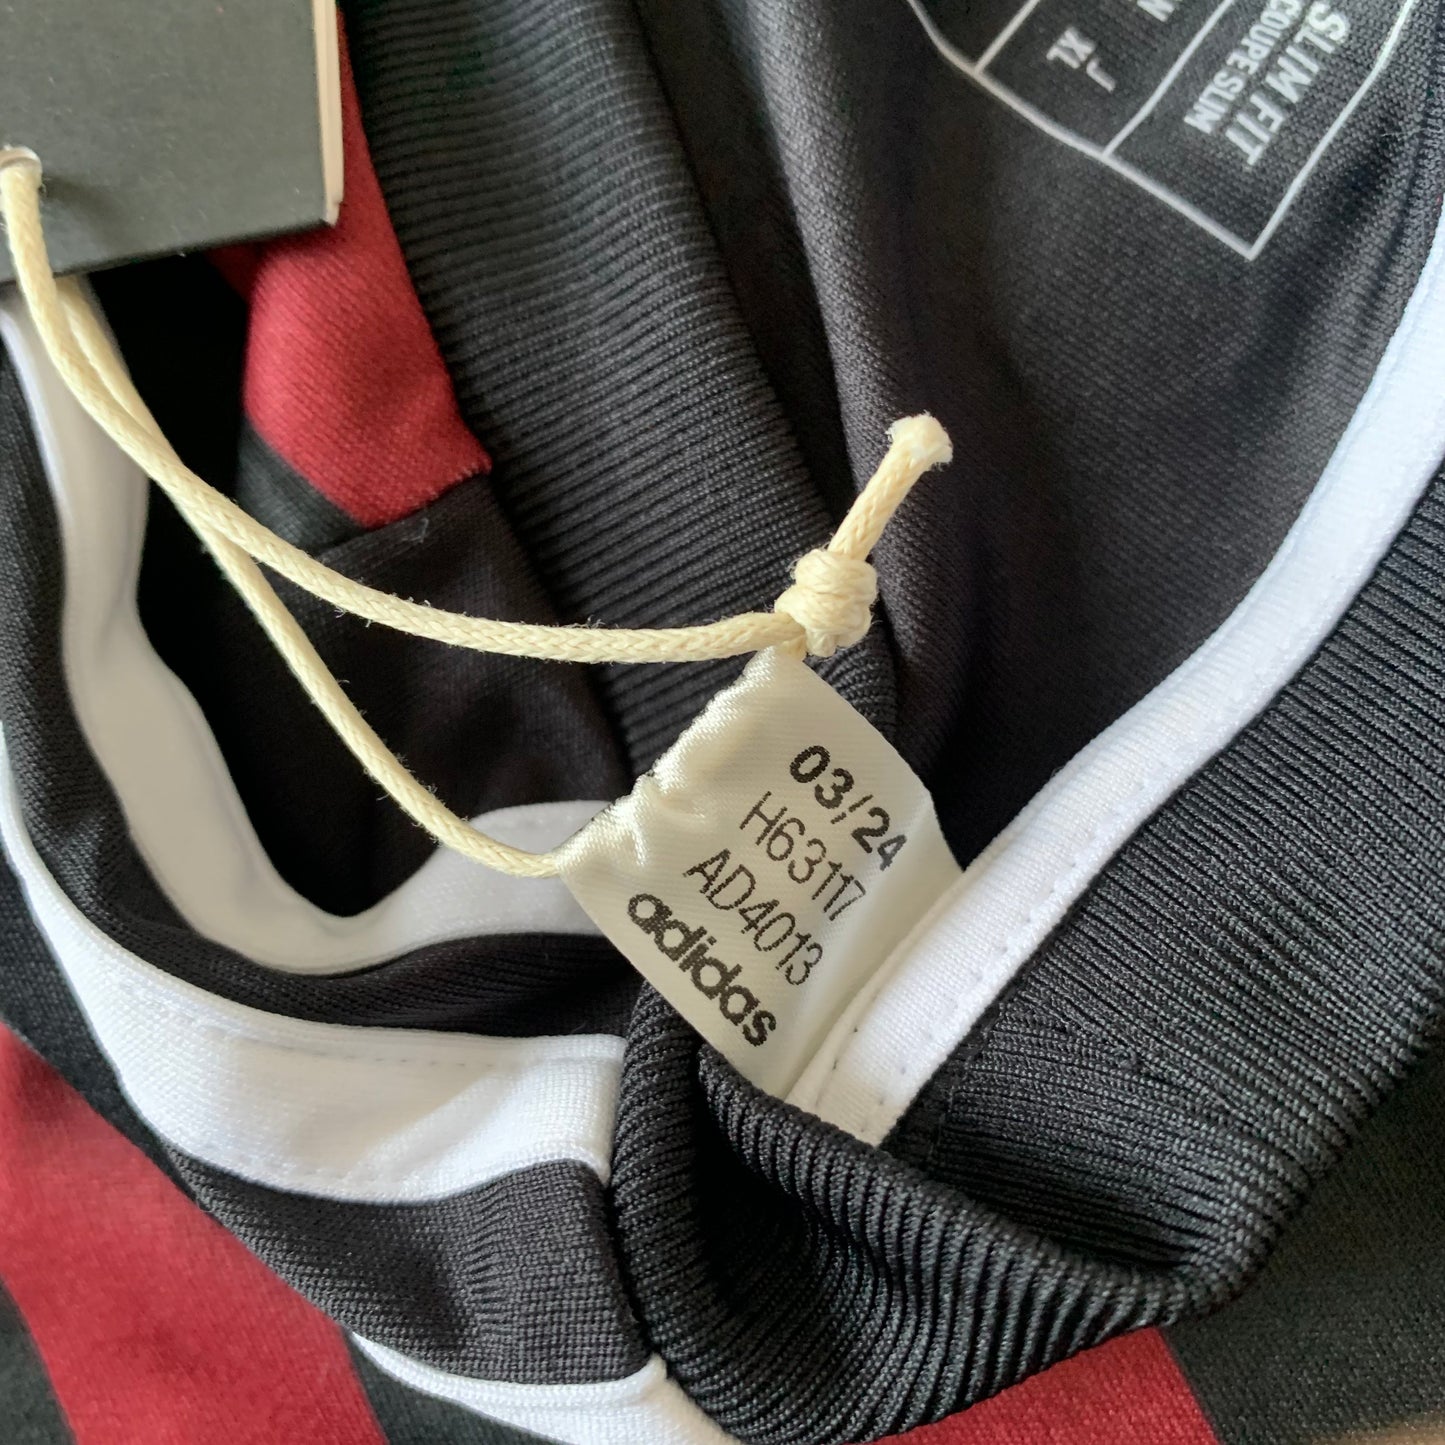 SLIM FIT
COUPE SLIM
J
XL
03/24
H63117
AD4013
adidas